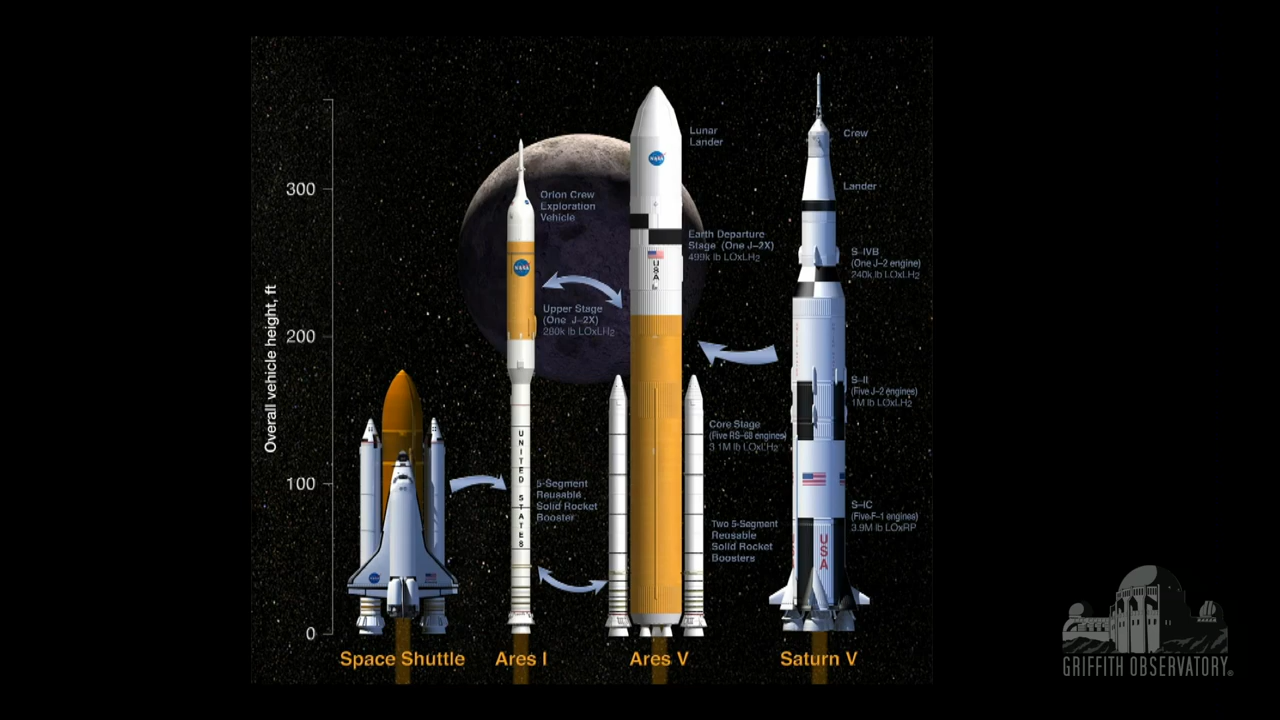 Overall vehicle height, ft
300
200
100
0
Orion Crew
Exploration
Vehicle
NASA
Upper Stage
(One J–2X)
280k lb LOxLH2
UNITED STATES
5-Segment
Reusable
Solid Rocket
Booster
Lunar
Lander
NASA
Earth Departure
Stage (One J–2X)
499k lb LOxLH2
USA
Core Stage
(Five RS–68 engines)
3.1M lb LOxLH2
Two 5-Segment
Reusable
Solid Rocket
Boosters
Crew
Lander
S–IVB
(One J–2 engine)
240k lb LOxLH2
S–II
(Five J–2 engines)
1M lb LOxLH2
S–IC
(Five F–1 engines)
3.9M lb LOxRP
USA
Space Shuttle
Ares I
Ares V
Saturn V
GRIFFITH OBSERVATORY®